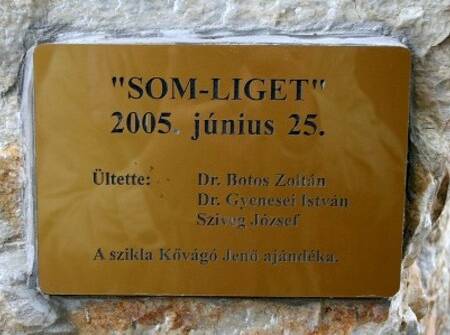 "SOM-LIGET"
2005. június 25.
Ültette: Dr. Botos Zoltán
Dr. Gyenesei István
Sziveg József
A szikla Kővágó Jenő ajándéka.